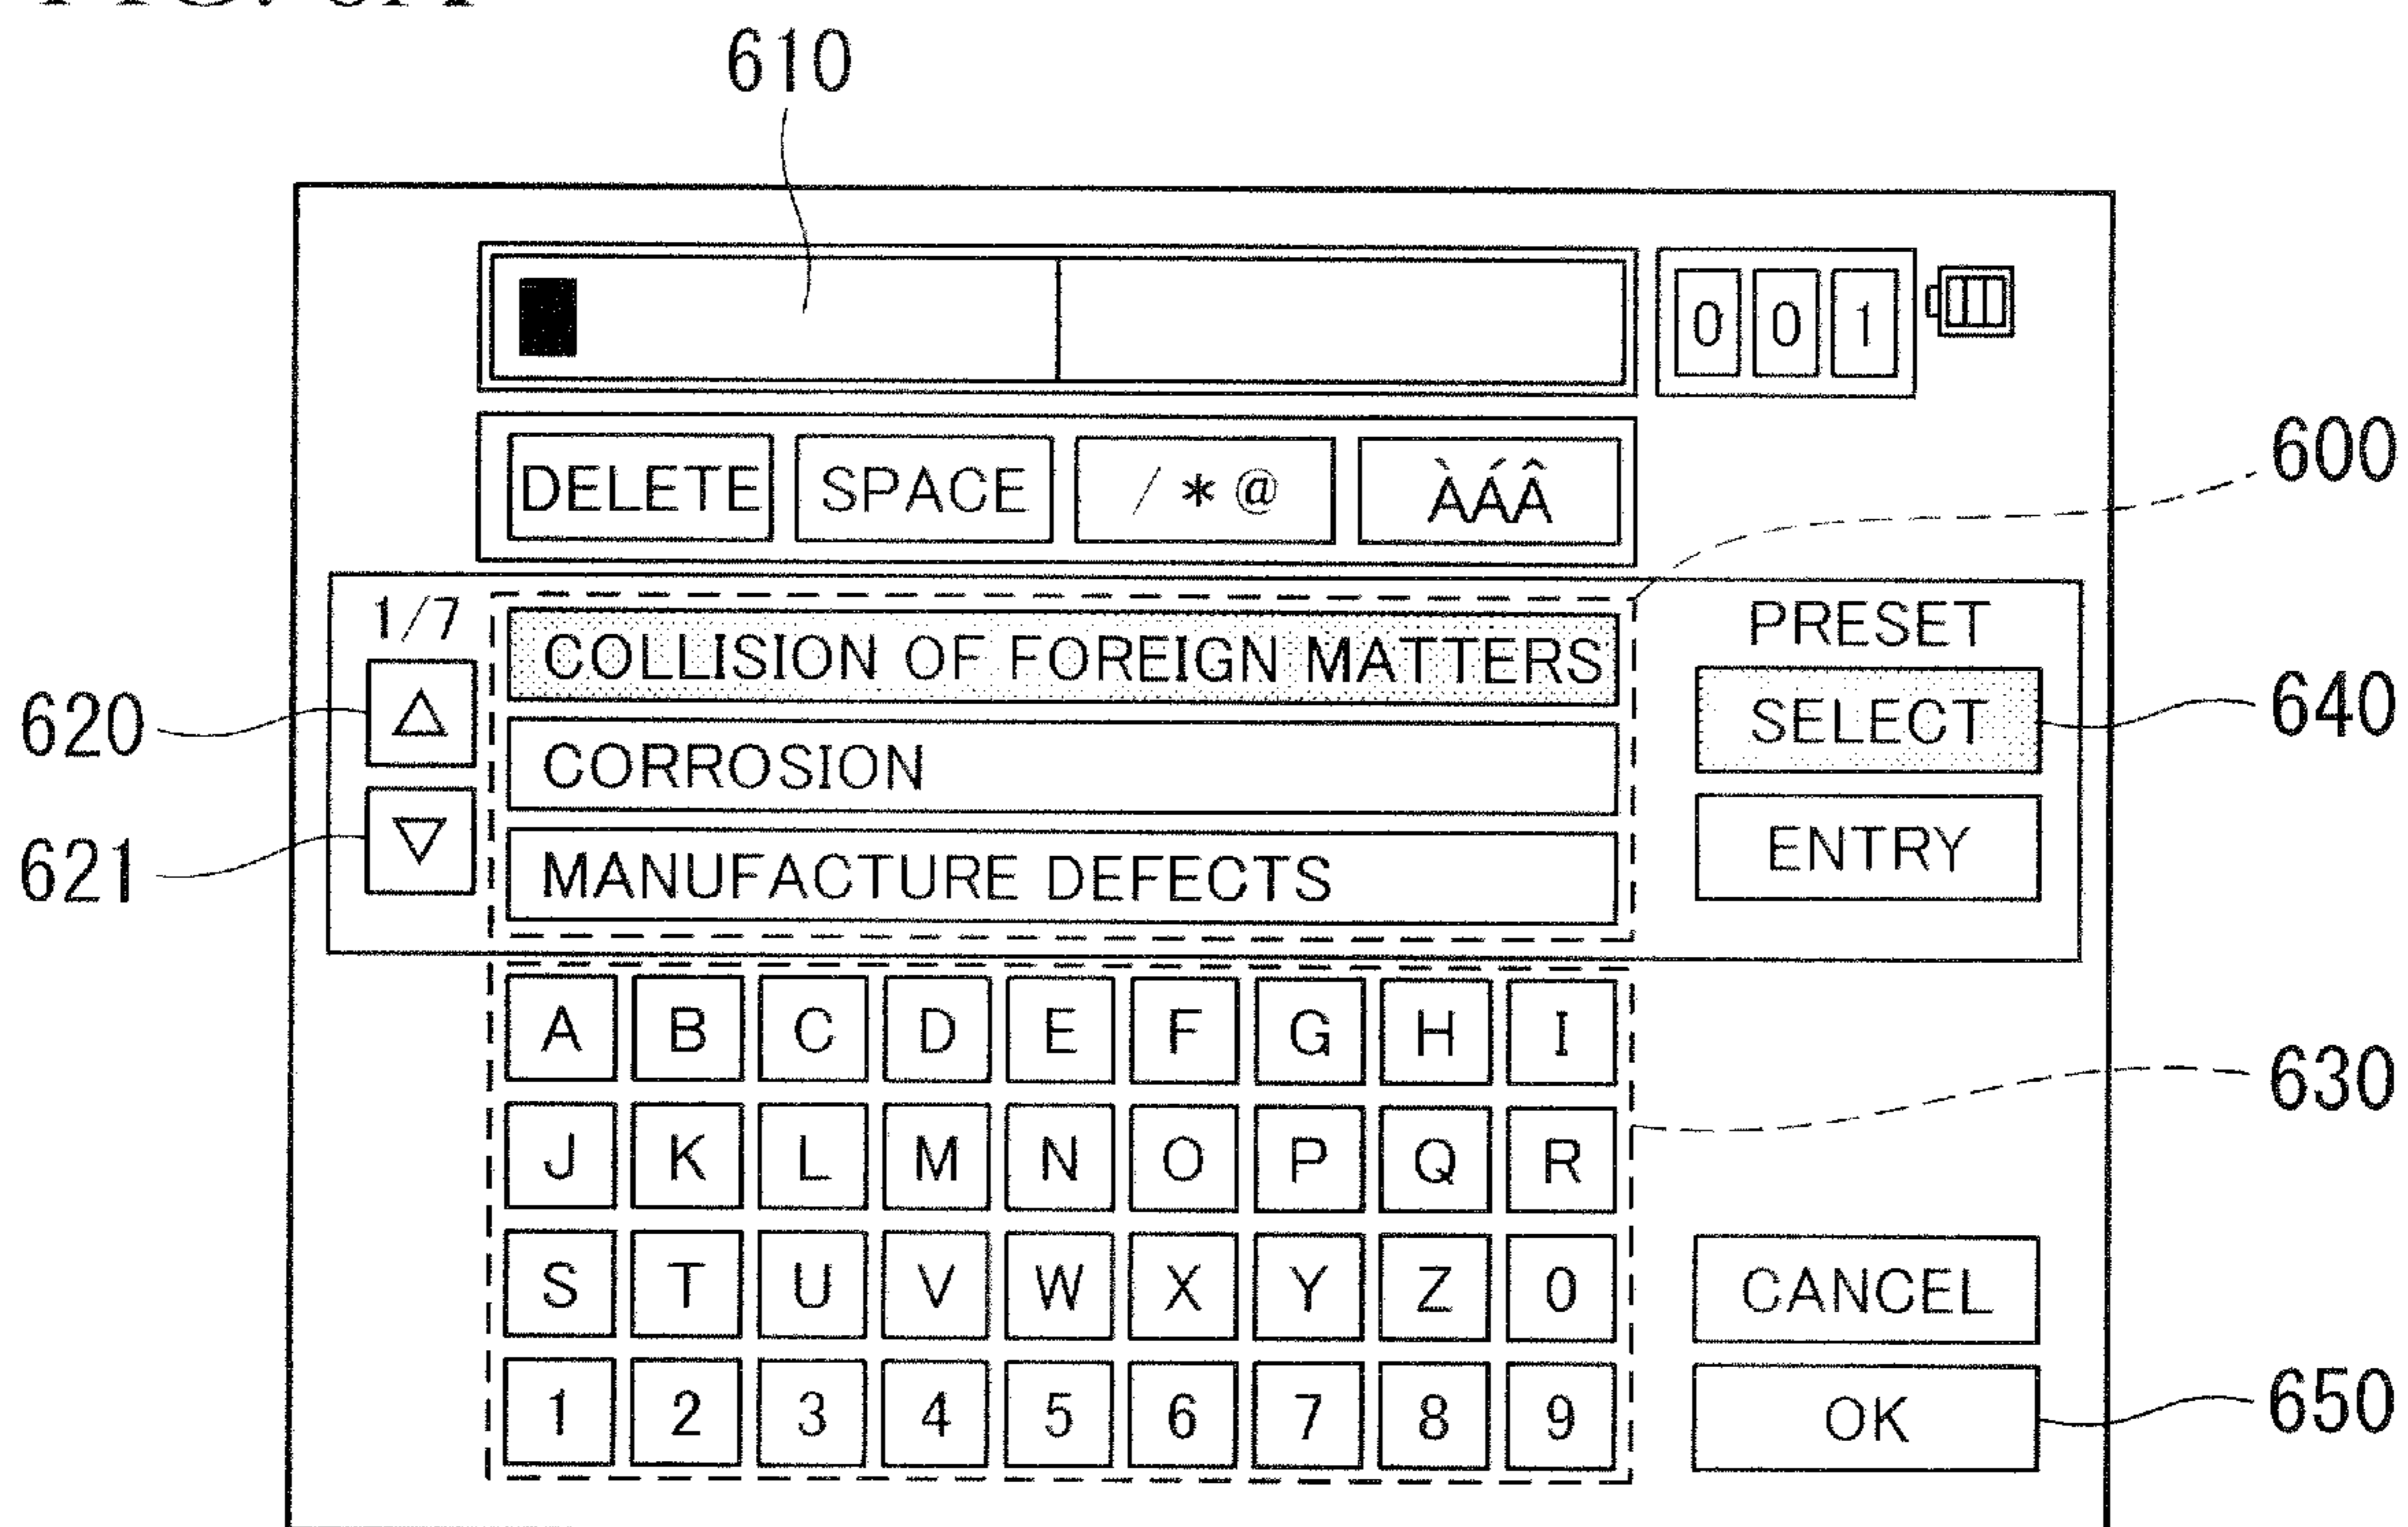 610
0 0 1
DELETE SPACE / * @ ÀÁÂ
600
1/7
COLLISION OF FOREIGN MATTERS
PRESET
620
△
SELECT
640
CORROSION
621
▽
MANUFACTURE DEFECTS
ENTRY
A B C D E F G H I
630
J K L M N O P Q R
S T U V W X Y Z 0
CANCEL
1 2 3 4 5 6 7 8 9
OK
650